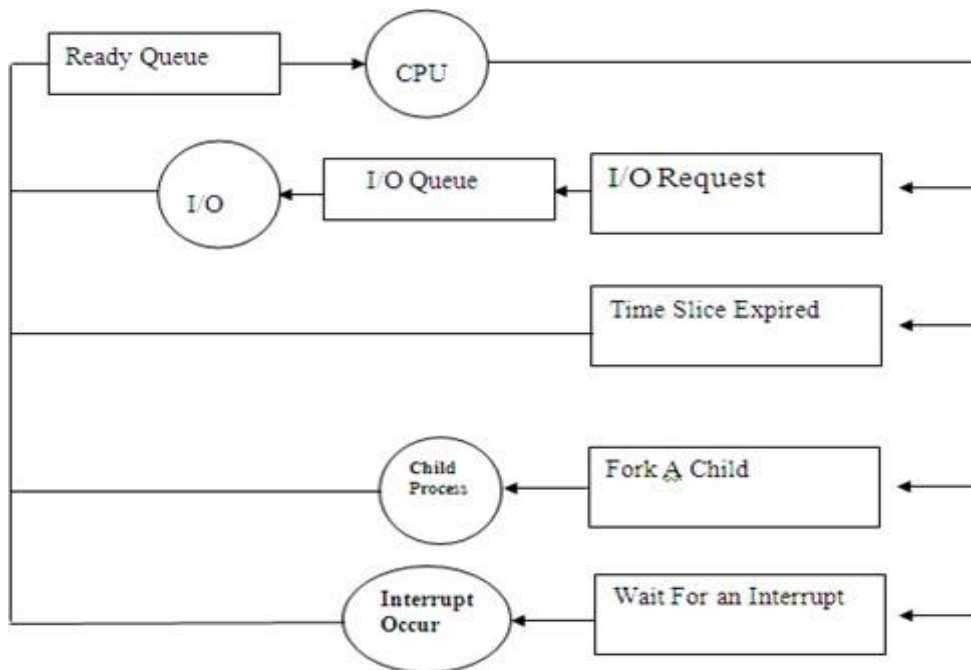 Ready Queue
CPU
I/O
I/O Queue
I/O Request
Time Slice Expired
Child
Process
Fork A Child
Interrupt
Occur
Wait For an Interrupt